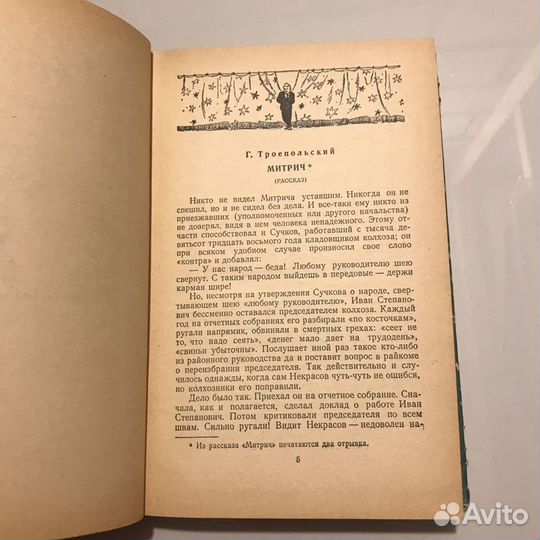 Г. Троепольский
МИТРИЧ*
(РАССКАЗ)
Никто не видел Митрича уставшим. Никогда он не
спешил, но и не сидел без дела. И все-таки ему никто из
приезжавших (уполномоченных или другого начальства)
не доверял, видя в нем человека ненадежного. Этому от-
части способствовал и Сучков, работавший с тысяча де-
вятьсот тридцать восьмого года кладовщиком колхоза; он
при всяком удобном случае произносил свое слово
«контра» и добавлял:
— У нас народ — беда! Любому руководителю шею
свернут. С таким народом выйдешь в передовые — держи
карман шире!
Но, несмотря на утверждения Сучкова о народе, свер-
тывающем шею «любому руководителю», Иван Степано-
вич бессменно оставался председателем колхоза. Каждый
год на отчетных собраниях его разбирали «по косточкам»,
ругали напрямик, обвиняли в смертных грехах: «сеет не
то, что надо сеять», «денег мало дает на трудодень»,
«свиньи убыточны». Послушает иной раз такое кто-либо
из районного руководства да и поставит вопрос в райкоме
о переизбрании председателя. Так действительно и слу-
чилось однажды, когда сам Некрасов чуть-чуть не ошибся,
но колхозники его поправили.
Дело было так. Приехал он на отчетное собрание. Сна-
чала, как и полагается, сделал доклад о работе Иван
Степанович. Потом критиковали председателя по всем
швам. Сильно ругали! Видит Некрасов — недоволен на-
* Из рассказа «Митрич» печатаются два отрывка.
5
Avito